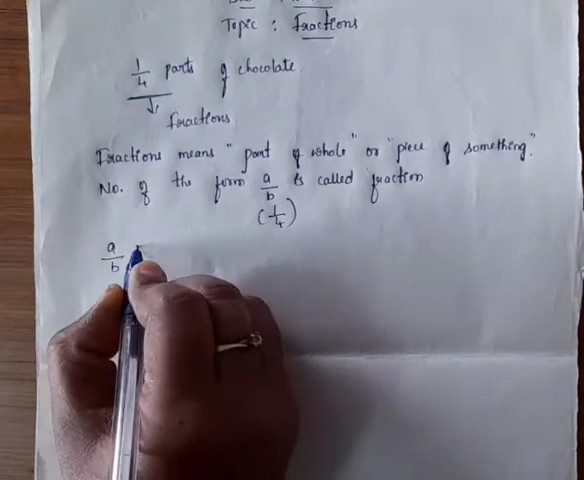 Topic : Fractions
1/4 parts of chocolate
Fractions
Fractions means "part of whole" or "piece of something."
No. of the form a/b is called fraction
(1/4)
a/b